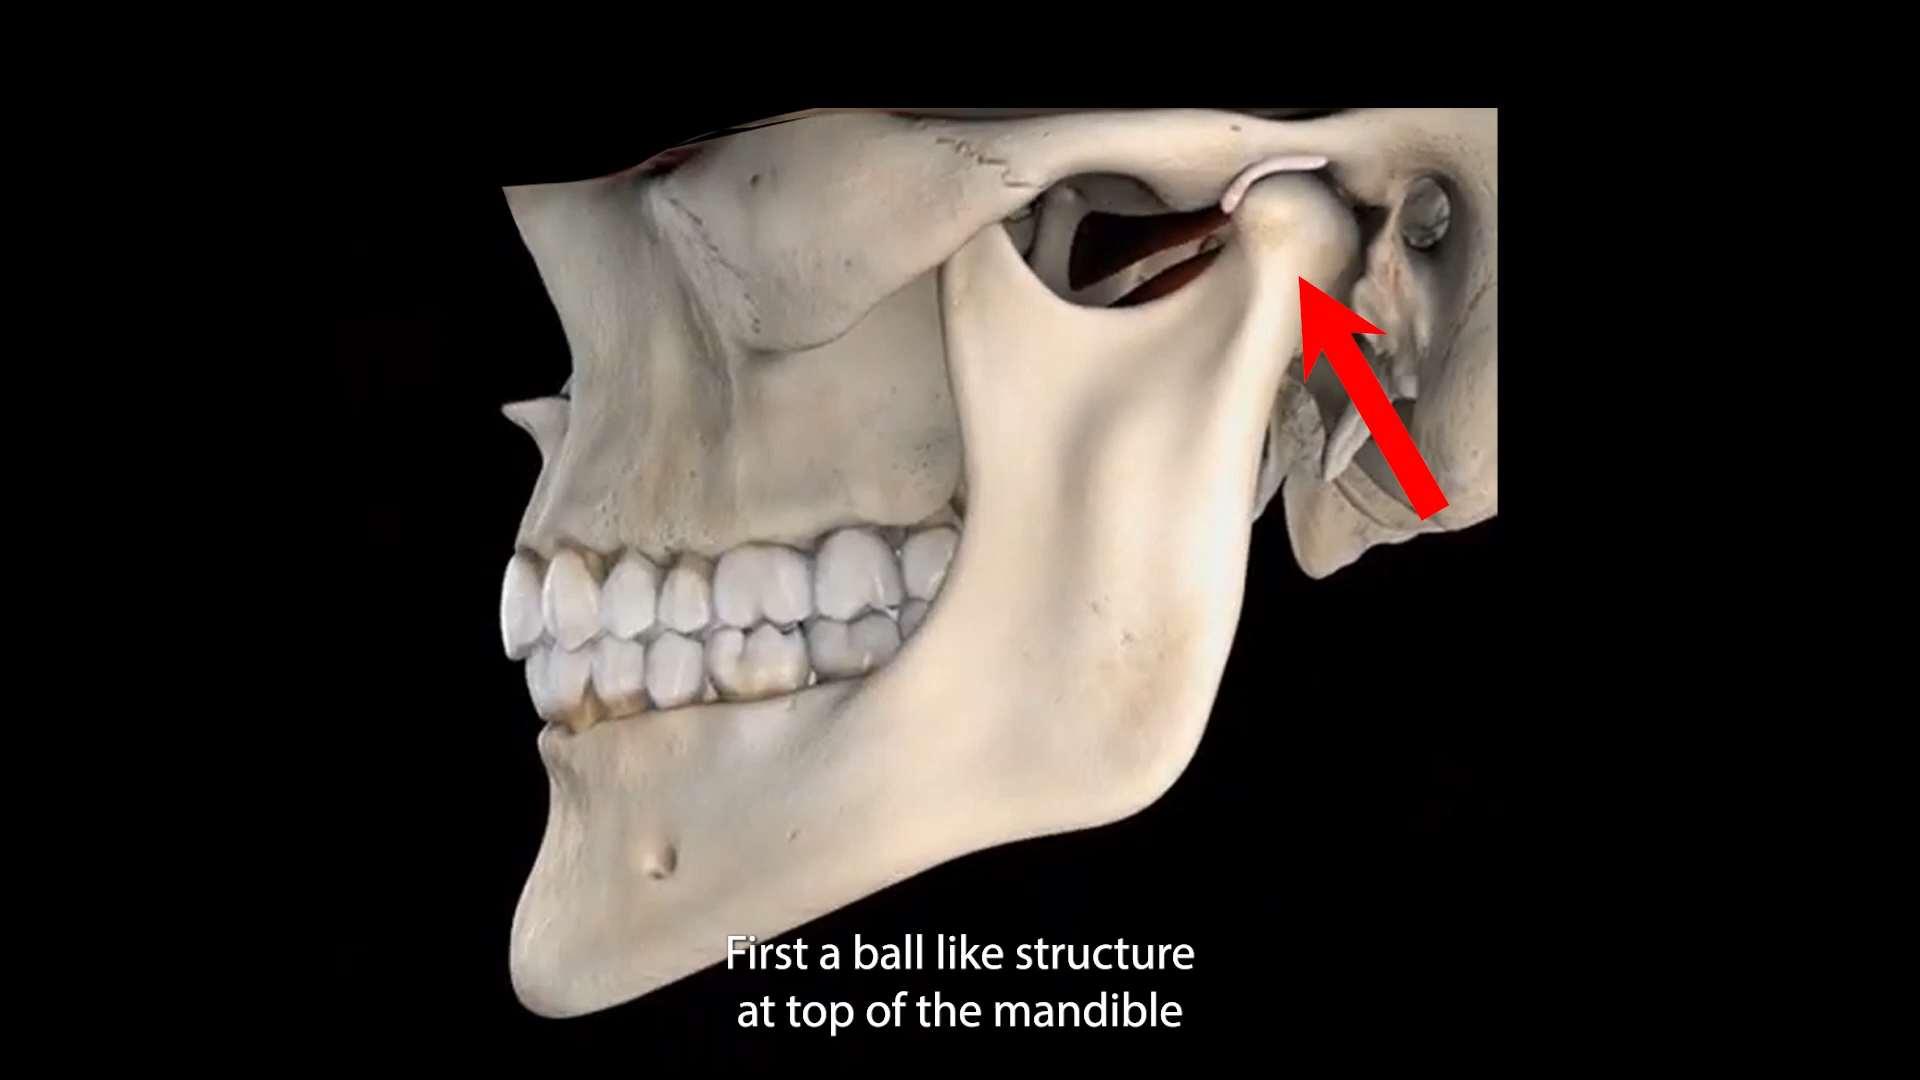 First a ball like structure
at top of the mandible